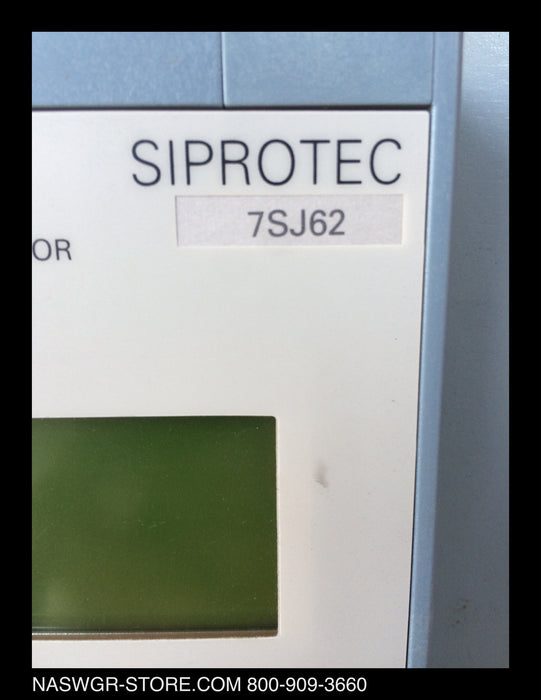 SIPROTEC
7SJ62
OR
NASWGR-STORE.COM 800-909-3660